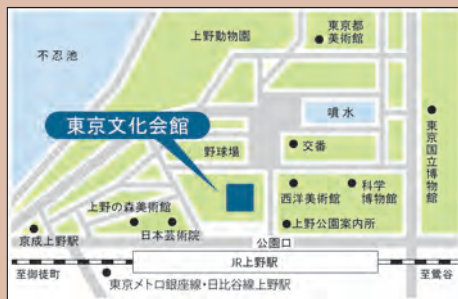 不忍池
上野動物園
東京都
美術館
東京文化会館
噴水
野球場
交番
東京国立博物館
上野の森美術館
西洋美術館
科学
博物館
日本芸術院
上野公園案内所
京成上野駅
公園口
JR上野駅
至御徒町
至鶯谷
東京メトロ銀座線・日比谷線上野駅